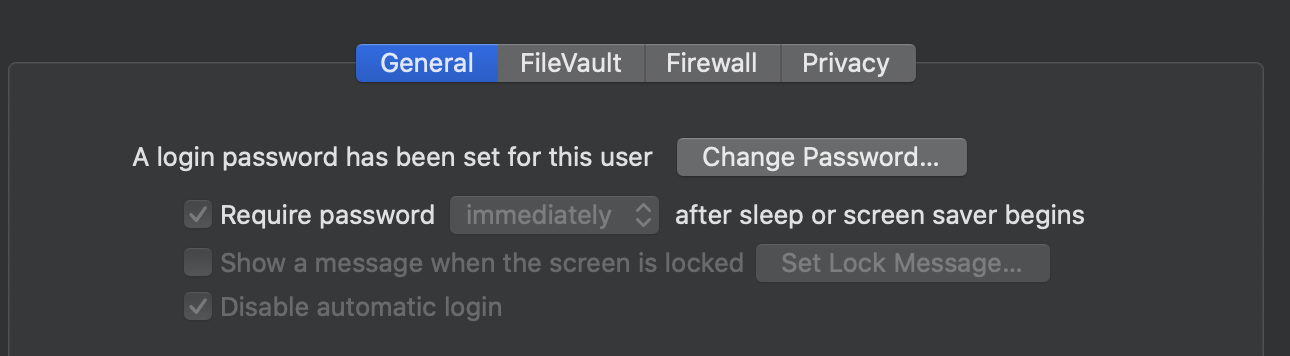 General FileVault Firewall Privacy
A login password has been set for this user Change Password...
Require password immediately after sleep or screen saver begins
Show a message when the screen is locked Set Lock Message...
Disable automatic login